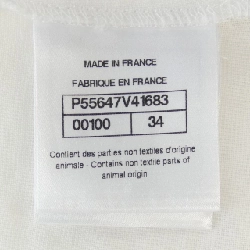 MADE IN FRANCE
FABRIQUE EN FRANCE
P55647V41683
00100 34
Contient des parties non textiles d'origine
animale - Contains non textile parts of
animal origin